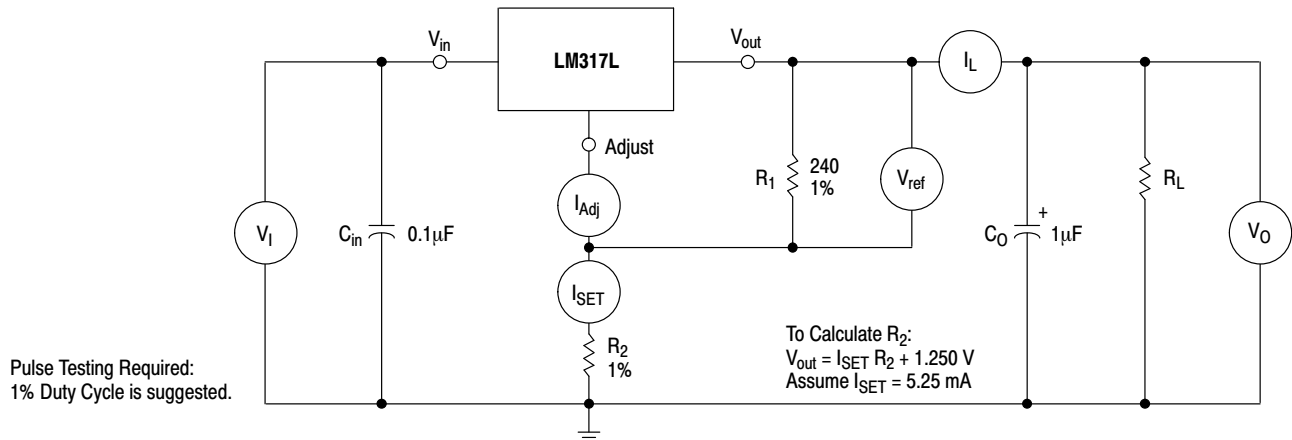 V_in
LM317L
V_out
I_L
Adjust
R_1
240
1%
V_ref
R_L
I_Adj
V_I
C_in
0.1μF
C_O
+
1μF
V_O
I_SET
R_2
1%
To Calculate R_2:
V_out = I_SET R_2 + 1.250 V
Assume I_SET = 5.25 mA
Pulse Testing Required:
1% Duty Cycle is suggested.